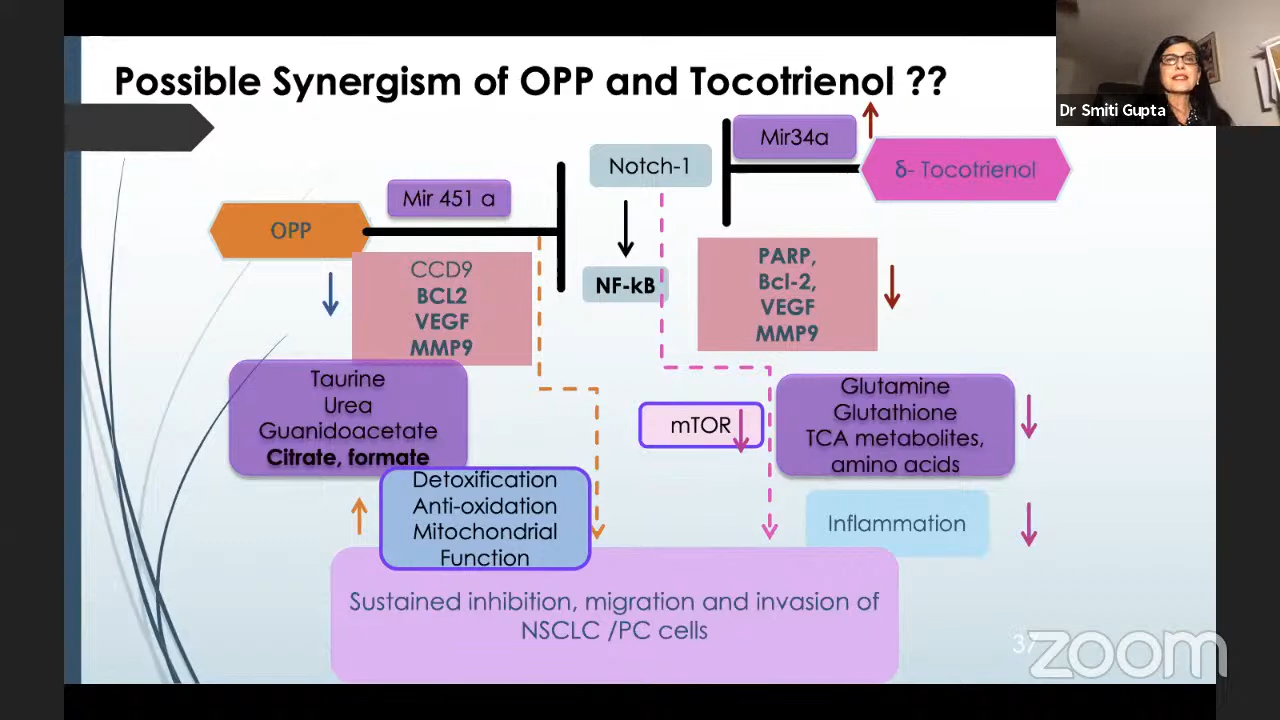 Possible Synergism of OPP and Tocotrienol ??
Dr Smiti Gupta
Mir34a
Notch-1
δ- Tocotrienol
Mir 451 a
OPP
CCD9
BCL2
VEGF
MMP9
NF-kB
PARP,
Bcl-2,
VEGF
MMP9
Taurine
Urea
Guanidoacetate
Citrate, formate
mTOR
Glutamine
Glutathione
TCA metabolites,
amino acids
Detoxification
Anti-oxidation
Mitochondrial
Function
Inflammation
Sustained inhibition, migration and invasion of
NSCLC /PC cells
37
zoom